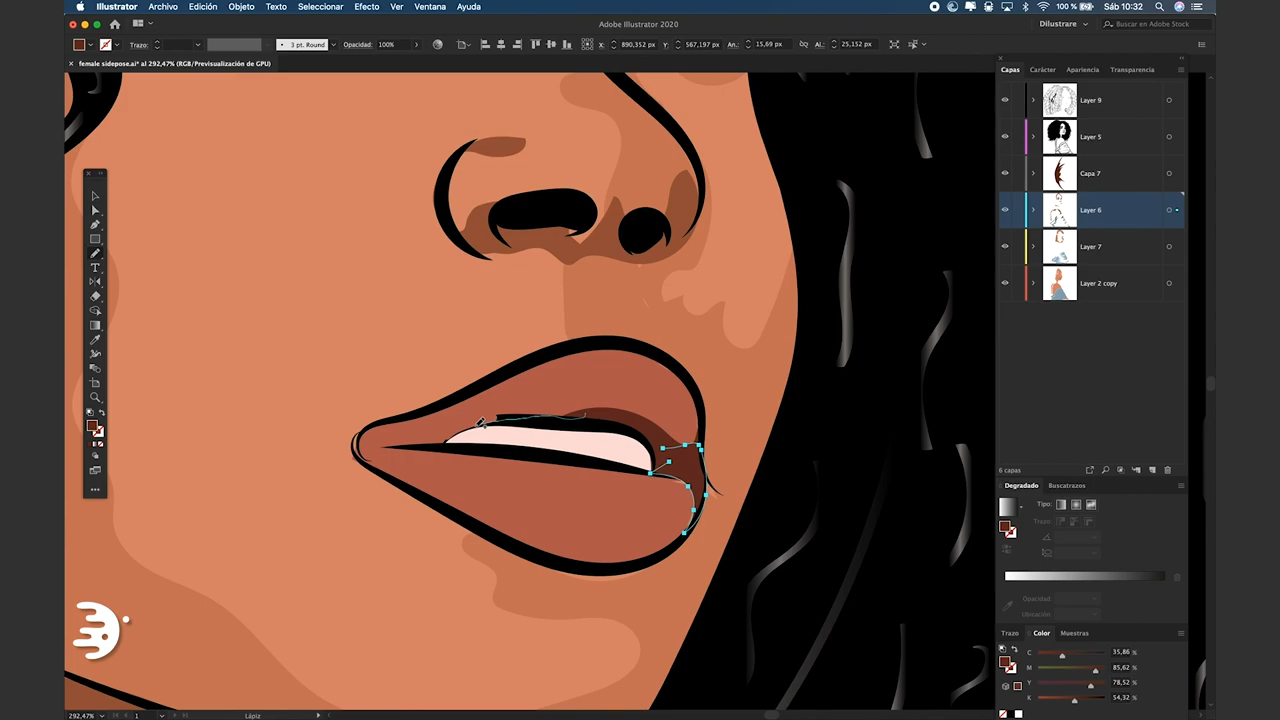 Illustrator Archivo Edición Objeto Texto Seleccionar Efecto Ver Ventana Ayuda 100 % Sáb 10:32
Adobe Illustrator 2020 Dilustrare Buscar en Adobe Stock
Trazo: 3 pt. Round Opacidad: 100% X: 890,352 px Y: 567,197 px An.: 15,69 px Al.: 25,152 px
female sidepose.ai* al 292,47% (RGB/Previsualización de GPU)
Capas Carácter Apariencia Transparencia
Layer 9
Layer 5
Capa 7
Layer 6
Layer 7
Layer 2 copy
6 capas
Degradado Buscatrazos
Tipo:
Trazo:
Opacidad:
Ubicación:
Trazo Color Muestras
C 35,86 %
M 85,62 %
Y 78,52 %
K 54,32 %
292,47% 1 Lápiz